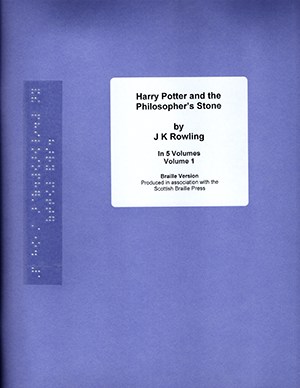 Harry Potter and the
Philosopher's Stone
by
J K Rowling
In 5 Volumes
Volume 1
Braille Version
Produced in association with the
Scottish Braille Press